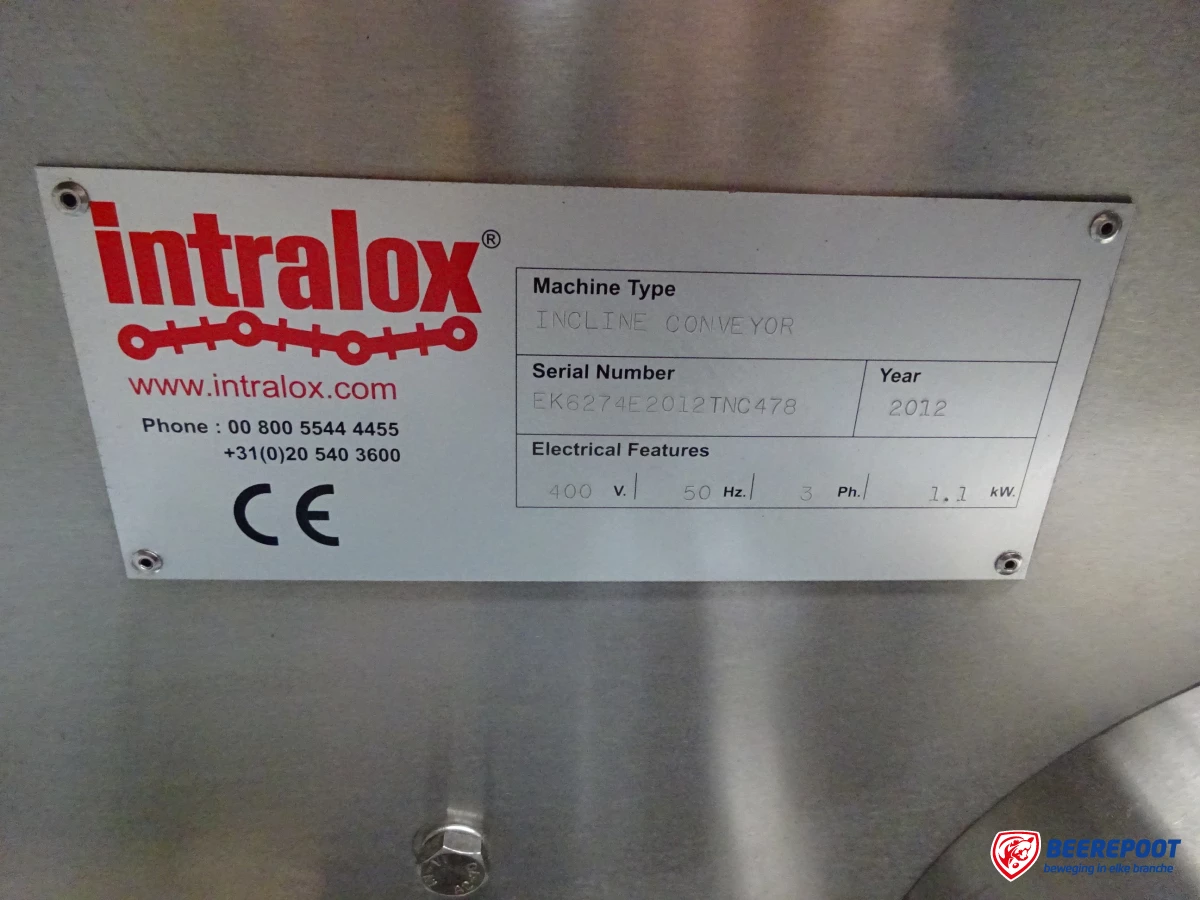 intralox®
www.intralox.com
Phone : 00 800 5544 4455
+31(0)20 540 3600
CE
Machine Type
INCLINE CONVEYOR
Serial Number
EK6274E2012TNC478
Year
2012
Electrical Features
400 V. 50 Hz. 3 Ph. 1.1 kW.
BEEREPOOT
beweging in elke branche